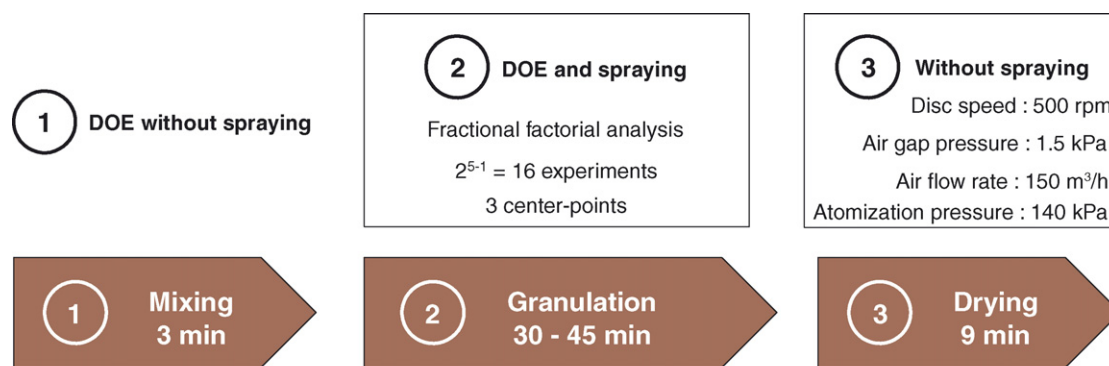 1 DOE without spraying
2 DOE and spraying
Fractional factorial analysis
2⁵⁻¹ = 16 experiments
3 center-points
3 Without spraying
Disc speed : 500 rpm
Air gap pressure : 1.5 kPa
Air flow rate : 150 m³/h
Atomization pressure : 140 kPa
1 Mixing
3 min
2 Granulation
30 - 45 min
3 Drying
9 min